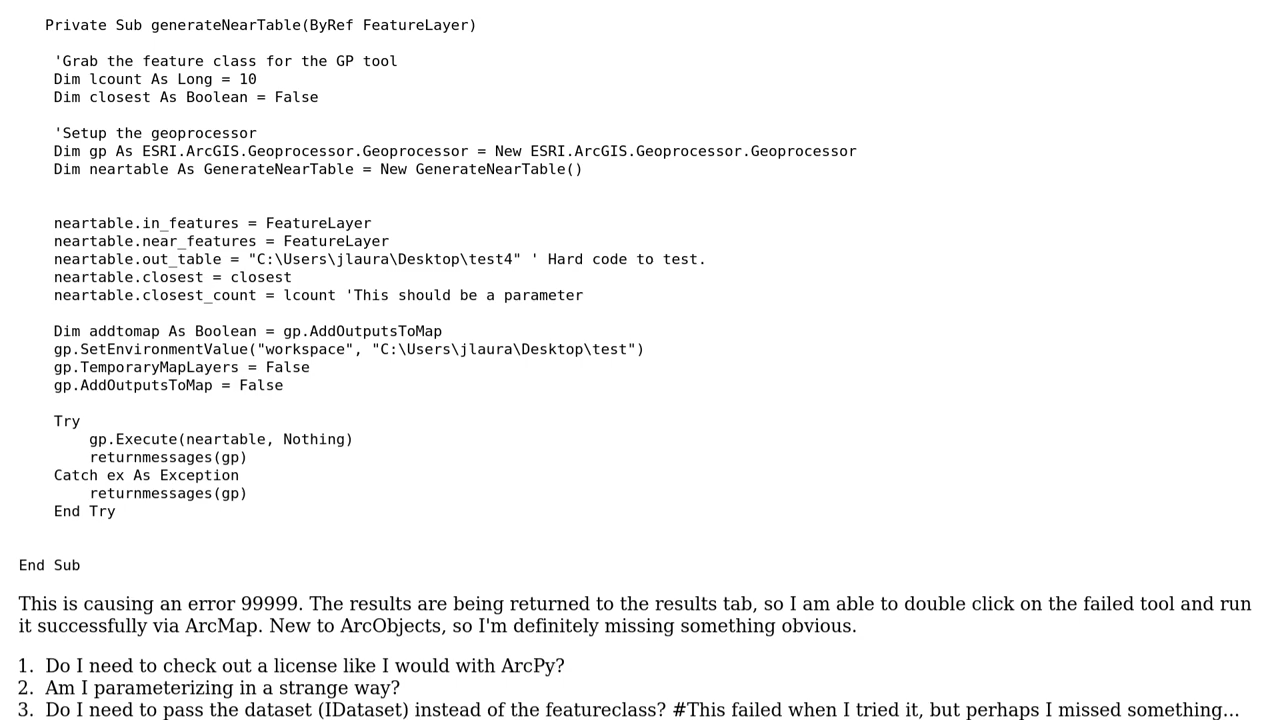 Private Sub generateNearTable(ByRef FeatureLayer)
'Grab the feature class for the GP tool
Dim lcount As Long = 10
Dim closest As Boolean = False
'Setup the geoprocessor
Dim gp As ESRI.ArcGIS.Geoprocessor.Geoprocessor = New ESRI.ArcGIS.Geoprocessor.Geoprocessor
Dim neartable As GenerateNearTable = New GenerateNearTable()
neartable.in_features = FeatureLayer
neartable.near_features = FeatureLayer
neartable.out_table = "C:\Users\jlaura\Desktop\test4" ' Hard code to test.
neartable.closest = closest
neartable.closest_count = lcount 'This should be a parameter
Dim addtomap As Boolean = gp.AddOutputsToMap
gp.SetEnvironmentValue("workspace", "C:\Users\jlaura\Desktop\test")
gp.TemporaryMapLayers = False
gp.AddOutputsToMap = False
Try
gp.Execute(neartable, Nothing)
returnmessages(gp)
Catch ex As Exception
returnmessages(gp)
End Try
End Sub
This is causing an error 99999. The results are being returned to the results tab, so I am able to double click on the failed tool and run
it successfully via ArcMap. New to ArcObjects, so I'm definitely missing something obvious.
1. Do I need to check out a license like I would with ArcPy?
2. Am I parameterizing in a strange way?
3. Do I need to pass the dataset (IDataset) instead of the featureclass? #This failed when I tried it, but perhaps I missed something...